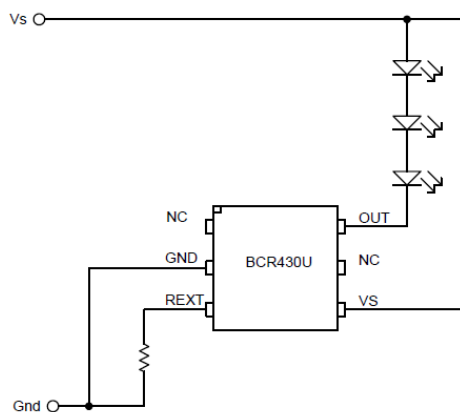 Vs
NC
OUT
GND
BCR430U
NC
REXT
VS
Gnd